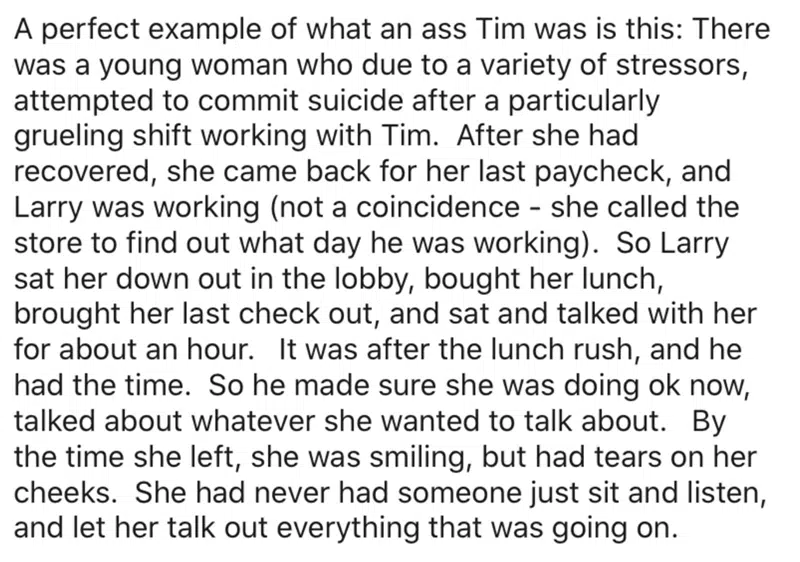 A perfect example of what an ass Tim was is this: There
was a young woman who due to a variety of stressors,
attempted to commit suicide after a particularly
grueling shift working with Tim.  After she had
recovered, she came back for her last paycheck, and
Larry was working (not a coincidence - she called the
store to find out what day he was working).  So Larry
sat her down out in the lobby, bought her lunch,
brought her last check out, and sat and talked with her
for about an hour.   It was after the lunch rush, and he
had the time.  So he made sure she was doing ok now,
talked about whatever she wanted to talk about.   By
the time she left, she was smiling, but had tears on her
cheeks.  She had never had someone just sit and listen,
and let her talk out everything that was going on.